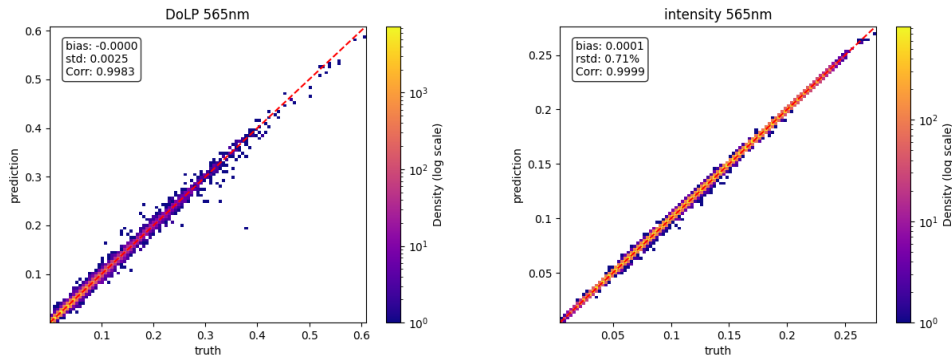 DoLP 565nm
bias: -0.0000
std: 0.0025
Corr: 0.9983
0.6
0.5
0.4
0.3
0.2
0.1
prediction
0.1 0.2 0.3 0.4 0.5 0.6
truth
10³
10²
10¹
10⁰
Density (log scale)
intensity 565nm
bias: 0.0001
rstd: 0.71%
Corr: 0.9999
0.25
0.20
0.15
0.10
0.05
prediction
0.05 0.10 0.15 0.20 0.25
truth
10²
10¹
10⁰
Density (log scale)